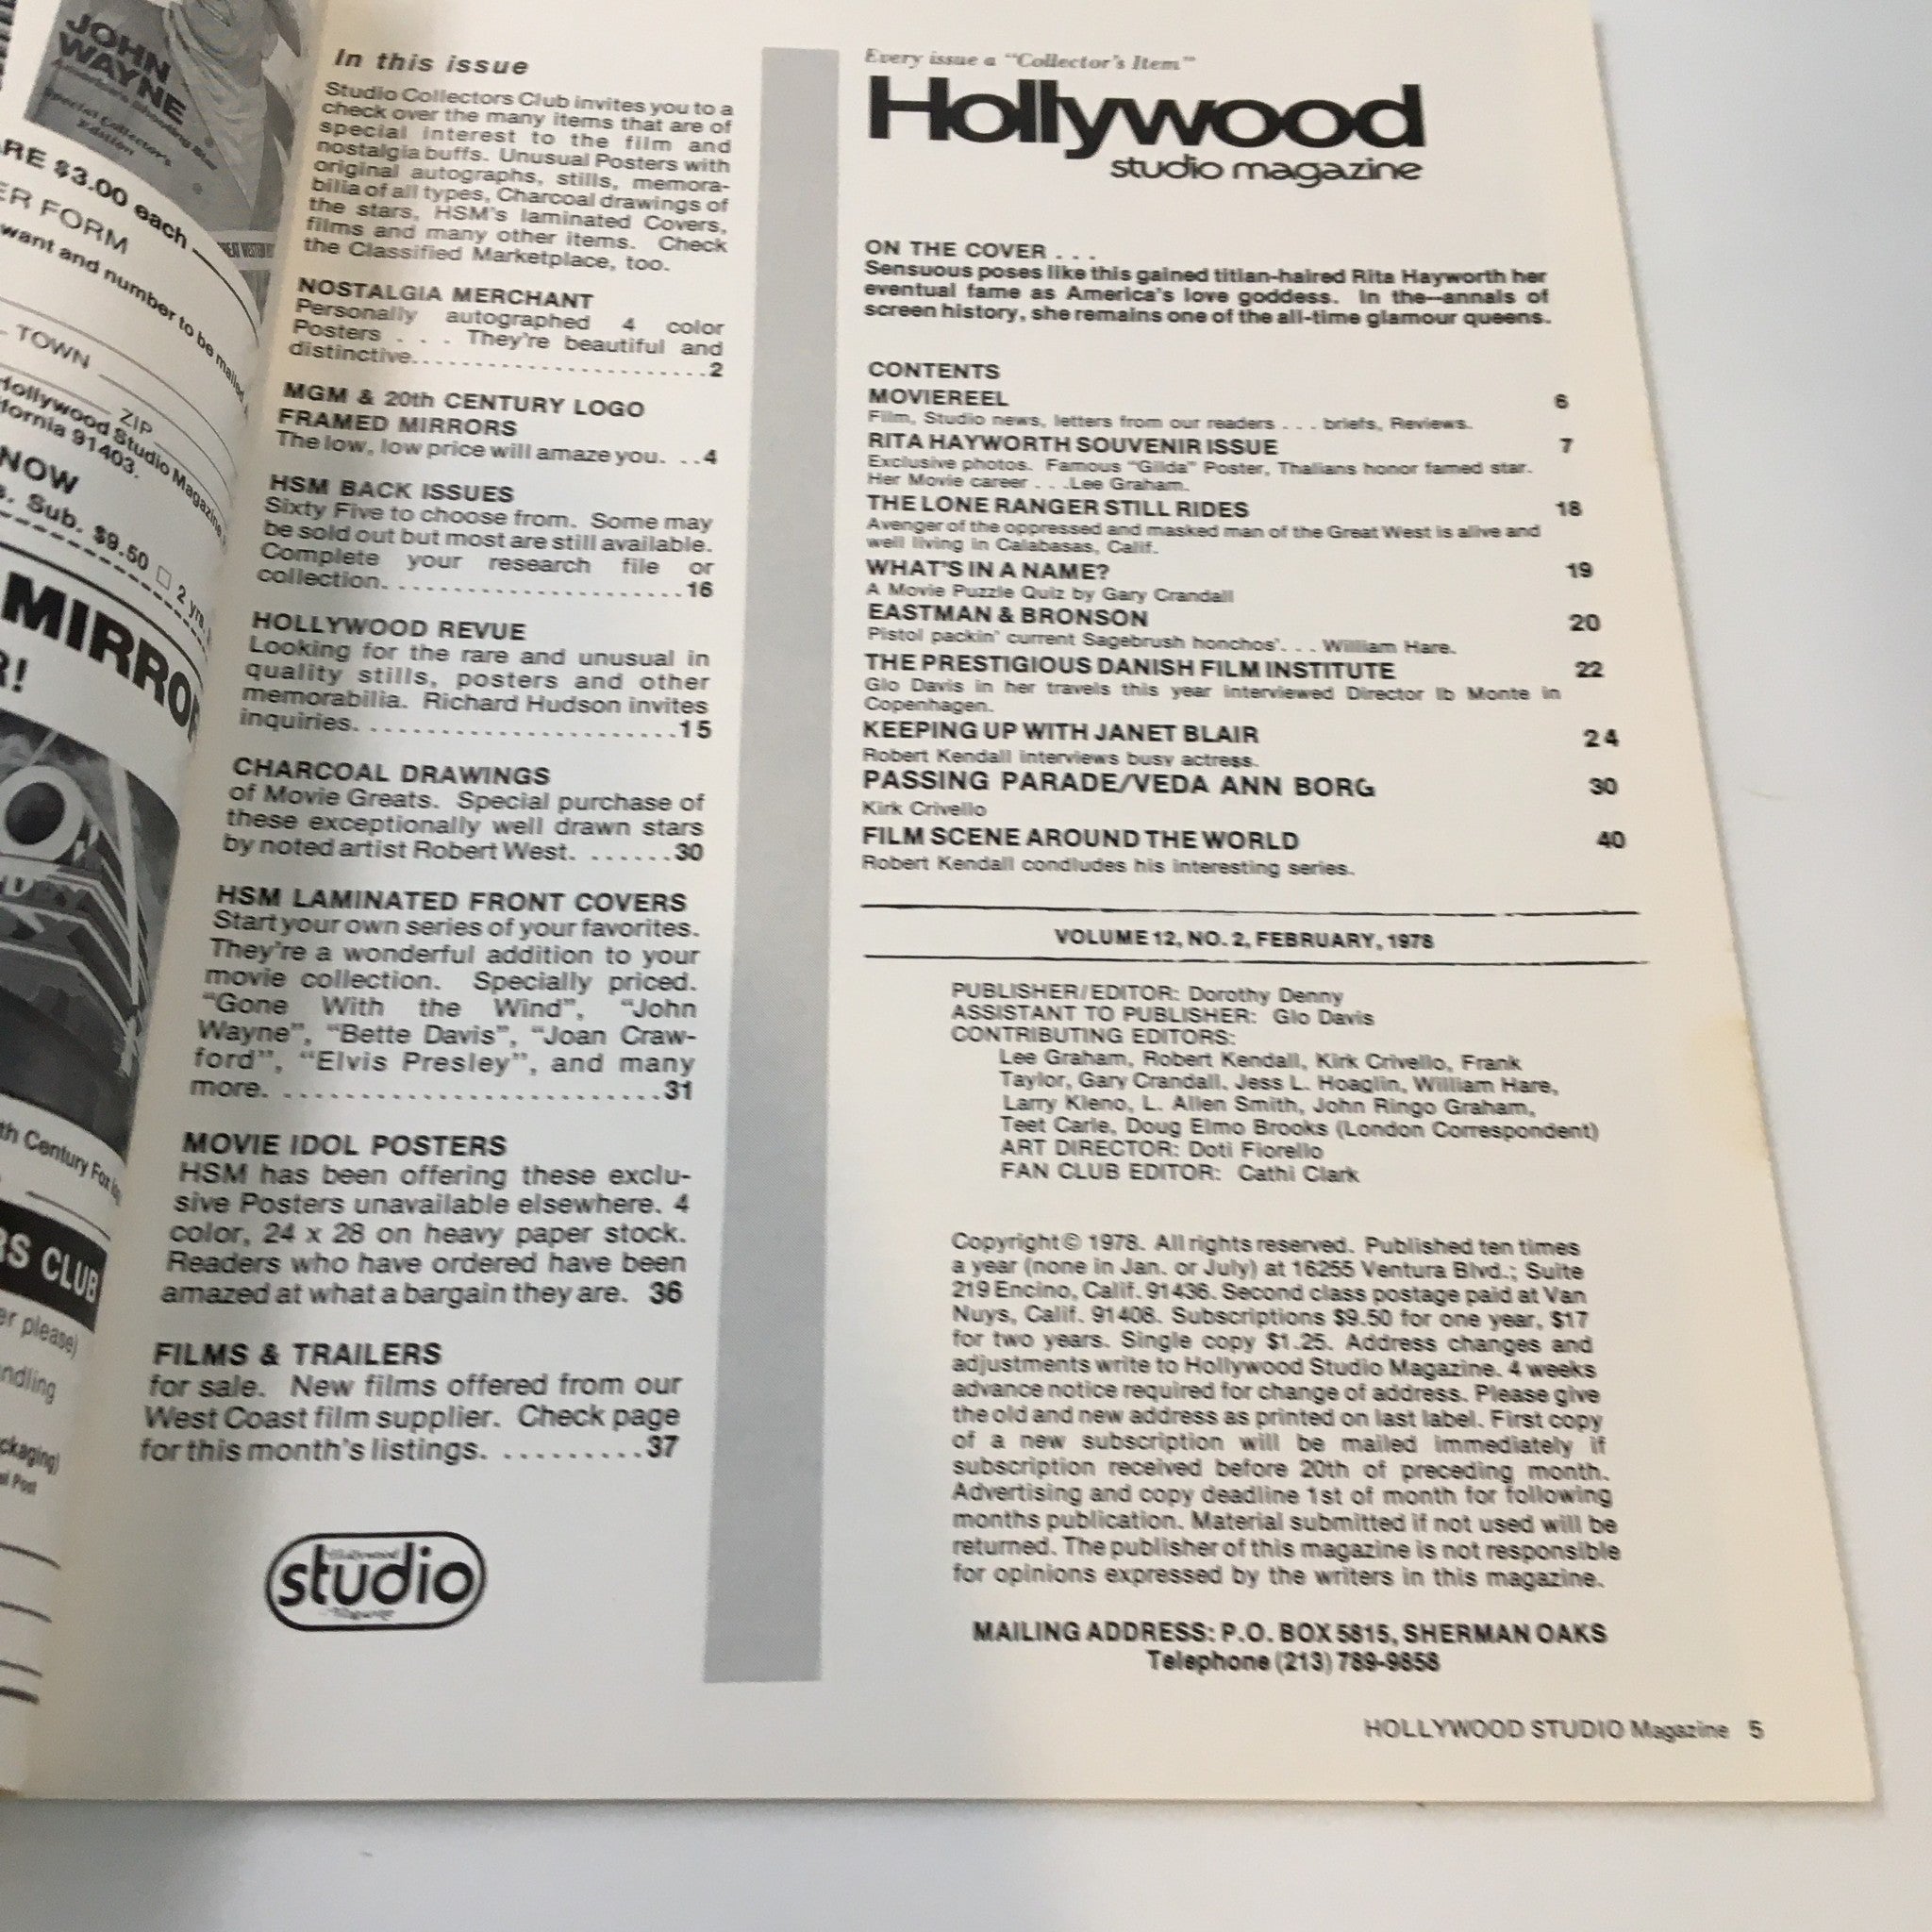 JOHN
WAYNE
Special Collector's
Edition
ARE $3.00 each
ER FORM
want and number to be mailed
TOWN
ZIP
Hollywood Studio Magazine,
fornia 91403.
NOW
Sub. $9.50 □ 2 yrs.
MIRROR
R!
th Century Fox
RS CLUB
er please)
ndling
ckaging)
In this issue
Studio Collectors Club invites you to a
check over the many items that are of
special interest to the film and
nostalgia buffs. Unusual Posters with
original autographs, stills, memora-
bilia of all types, Charcoal drawings of
the stars, HSM's laminated Covers,
films and many other items. Check
the Classified Marketplace, too.
NOSTALGIA MERCHANT
Personally autographed 4 color
Posters . . . They're beautiful and
distinctive.......................2
MGM & 20th CENTURY LOGO
FRAMED MIRRORS
The low, low price will amaze you. . .4
HSM BACK ISSUES
Sixty Five to choose from. Some may
be sold out but most are still available.
Complete your research file or
collection.......................16
HOLLYWOOD REVUE
Looking for the rare and unusual in
quality stills, posters and other
memorabilia. Richard Hudson invites
inquiries.......................15
CHARCOAL DRAWINGS
of Movie Greats. Special purchase of
these exceptionally well drawn stars
by noted artist Robert West. .......30
HSM LAMINATED FRONT COVERS
Start your own series of your favorites.
They're a wonderful addition to your
movie collection. Specially priced.
"Gone With the Wind", "John
Wayne", "Bette Davis", "Joan Craw-
ford", "Elvis Presley", and many
more. ..........................31
MOVIE IDOL POSTERS
HSM has been offering these exclu-
sive Posters unavailable elsewhere. 4
color, 24 x 28 on heavy paper stock.
Readers who have ordered have been
amazed at what a bargain they are. 36
FILMS & TRAILERS
for sale. New films offered from our
West Coast film supplier. Check page
for this month's listings. ..........37
studio
Every issue a "Collector's Item"
Hollywood
studio magazine
ON THE COVER . . .
Sensuous poses like this gained titian-haired Rita Hayworth her
eventual fame as America's love goddess. In the—annals of
screen history, she remains one of the all-time glamour queens.
CONTENTS
MOVIEREEL 6
Film, Studio news, letters from our readers . . . briefs, Reviews.
RITA HAYWORTH SOUVENIR ISSUE 7
Exclusive photos. Famous "Gilda" Poster, Thalians honor famed star.
Her Movie career . . .Lee Graham.
THE LONE RANGER STILL RIDES 18
Avenger of the oppressed and masked man of the Great West is alive and
well living in Calabasas, Calif.
WHAT'S IN A NAME? 19
A Movie Puzzle Quiz by Gary Crandall
EASTMAN & BRONSON 20
Pistol packin' current Sagebrush honchos'. . . William Hare.
THE PRESTIGIOUS DANISH FILM INSTITUTE 22
Glo Davis in her travels this year interviewed Director Ib Monte in
Copenhagen.
KEEPING UP WITH JANET BLAIR 24
Robert Kendall interviews busy actress.
PASSING PARADE/VEDA ANN BORG 30
Kirk Crivello
FILM SCENE AROUND THE WORLD 40
Robert Kendall condludes his interesting series.
VOLUME 12, NO. 2, FEBRUARY, 1978
PUBLISHER/EDITOR: Dorothy Denny
ASSISTANT TO PUBLISHER: Glo Davis
CONTRIBUTING EDITORS:
Lee Graham, Robert Kendall, Kirk Crivello, Frank
Taylor, Gary Crandall, Jess L. Hoaglin, William Hare,
Larry Kleno, L. Allen Smith, John Ringo Graham,
Teet Carle, Doug Elmo Brooks (London Correspondent)
ART DIRECTOR: Doti Fiorello
FAN CLUB EDITOR: Cathi Clark
Copyright © 1978. All rights reserved. Published ten times
a year (none in Jan. or July) at 16255 Ventura Blvd.; Suite
219 Encino, Calif. 91436. Second class postage paid at Van
Nuys, Calif. 91408. Subscriptions $9.50 for one year, $17
for two years. Single copy $1.25. Address changes and
adjustments write to Hollywood Studio Magazine. 4 weeks
advance notice required for change of address. Please give
the old and new address as printed on last label. First copy
of a new subscription will be mailed immediately if
subscription received before 20th of preceding month.
Advertising and copy deadline 1st of month for following
months publication. Material submitted if not used will be
returned. The publisher of this magazine is not responsible
for opinions expressed by the writers in this magazine.
MAILING ADDRESS: P.O. BOX 5815, SHERMAN OAKS
Telephone (213) 789-9858
HOLLYWOOD STUDIO Magazine 5